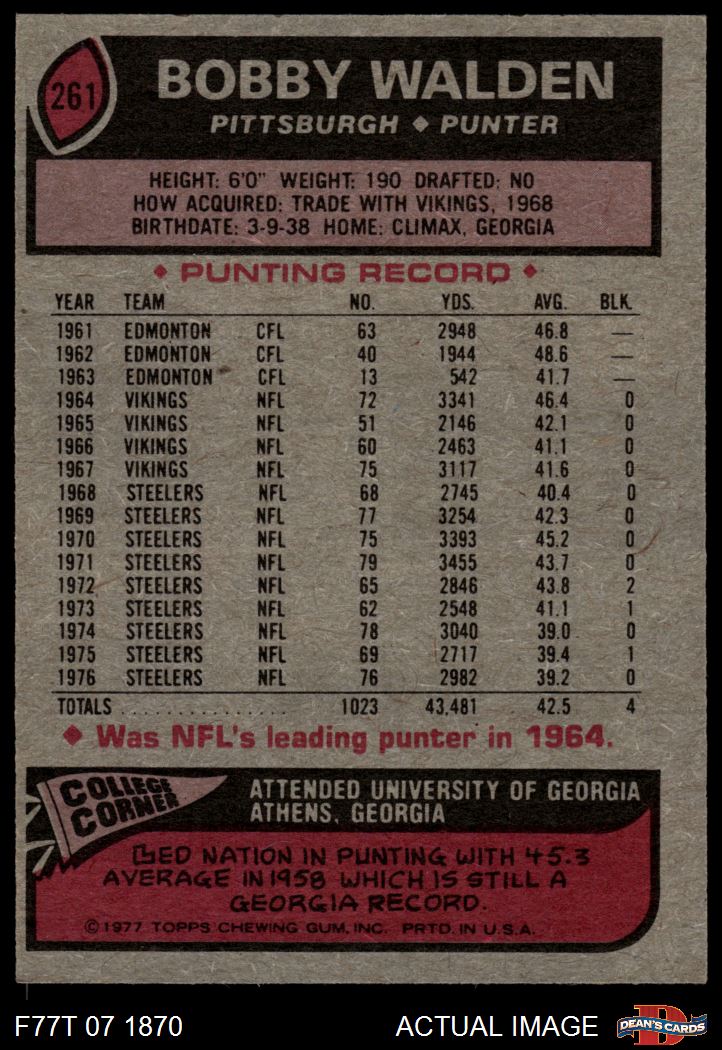 261
BOBBY WALDEN
PITTSBURGH ◆ PUNTER
HEIGHT: 6'0" WEIGHT: 190 DRAFTED: NO
HOW ACQUIRED: TRADE WITH VIKINGS, 1968
BIRTHDATE: 3-9-38 HOME: CLIMAX, GEORGIA
◆ PUNTING RECORD ◆
YEAR TEAM NO. YDS. AVG. BLK.
1961 EDMONTON CFL 63 2948 46.8 —
1962 EDMONTON CFL 40 1944 48.6 —
1963 EDMONTON CFL 13 542 41.7 —
1964 VIKINGS NFL 72 3341 46.4 0
1965 VIKINGS NFL 51 2146 42.1 0
1966 VIKINGS NFL 60 2463 41.1 0
1967 VIKINGS NFL 75 3117 41.6 0
1968 STEELERS NFL 68 2745 40.4 0
1969 STEELERS NFL 77 3254 42.3 0
1970 STEELERS NFL 75 3393 45.2 0
1971 STEELERS NFL 79 3455 43.7 0
1972 STEELERS NFL 65 2846 43.8 2
1973 STEELERS NFL 62 2548 41.1 1
1974 STEELERS NFL 78 3040 39.0 0
1975 STEELERS NFL 69 2717 39.4 1
1976 STEELERS NFL 76 2982 39.2 0
TOTALS ................ 1023 43,481 42.5 4
◆ Was NFL's leading punter in 1964.
COLLEGE
CORNER
ATTENDED UNIVERSITY OF GEORGIA
ATHENS, GEORGIA
LED NATION IN PUNTING WITH 45.3
AVERAGE IN 1958 WHICH IS STILL A
GEORGIA RECORD.
©1977 TOPPS CHEWING GUM, INC. PRTD. IN U.S.A.
F77T 07 1870 ACTUAL IMAGE
D
DEAN'S CARDS